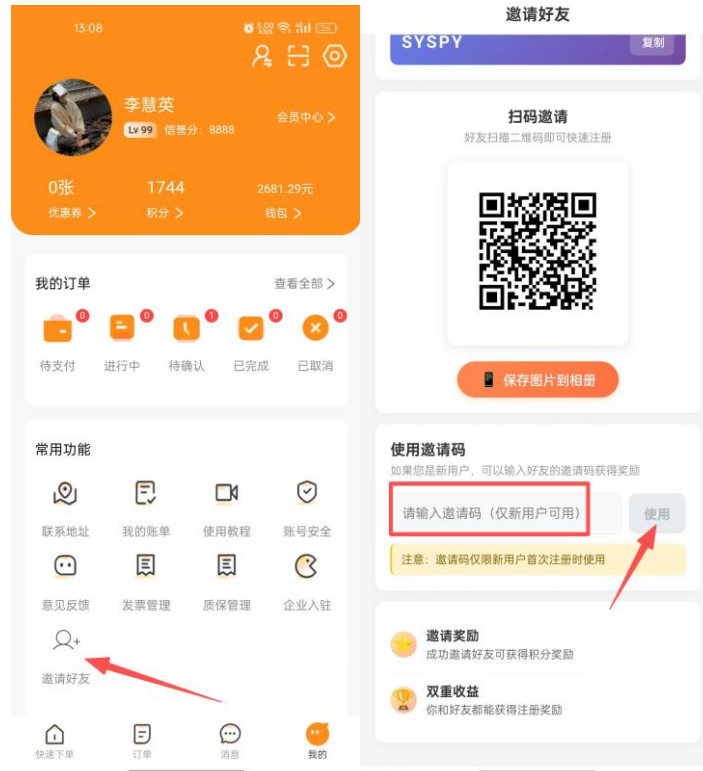 13:08
李慧英
Lv 99 信誉分：8888
会员中心
0张
1744
2681.29元
优惠券
积分
钱包
我的订单
查看全部
0
0
1
0
0
待支付
进行中
待确认
已完成
已取消
常用功能
联系地址
我的账单
使用教程
账号安全
意见反馈
发票管理
质保管理
企业入驻
邀请好友
快速下单
订单
消息
我的
邀请好友
SYSPY
复制
扫码邀请
好友扫描二维码即可快速注册
保存图片到相册
使用邀请码
如果您是新用户，可以输入好友的邀请码获得奖励
请输入邀请码（仅新用户可用）
使用
注意：邀请码仅限新用户首次注册时使用
邀请奖励
成功邀请好友可获得积分奖励
双重收益
你和好友都能获得注册奖励